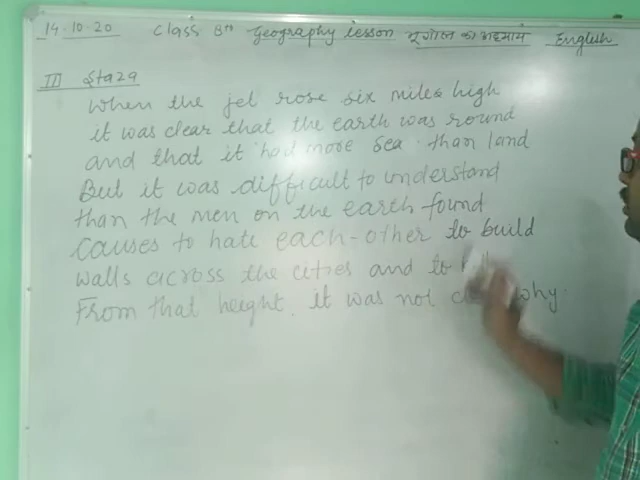 14.10.20 Class 8th Geography lesson भूगोल का अध्याय English
III
When the jet rose six miles high
it was clear that the earth was round
and that it had more sea than land
But it was difficult to understand
than the men on the earth found
causes to hate each-other to build
walls across the cities and to
From that height, it was not why.